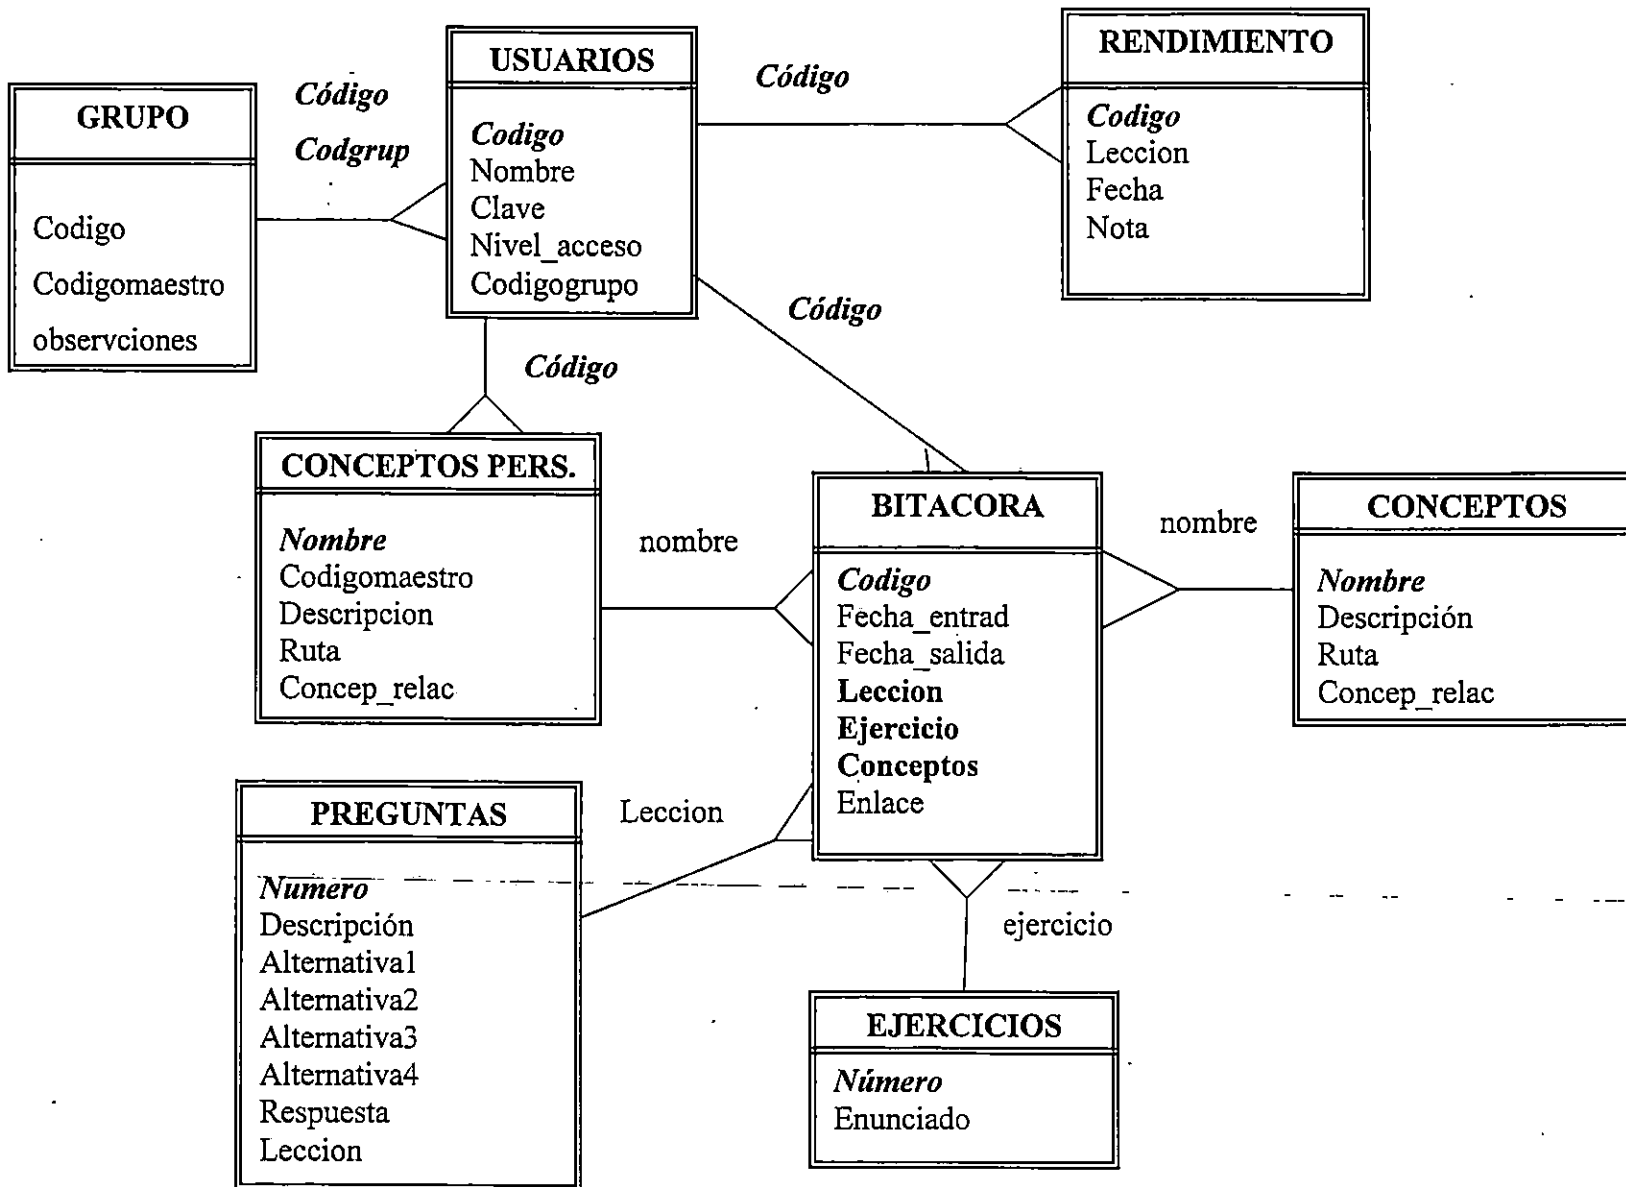 GRUPO
Codigo
Codigomaestro
observciones
Código
Codgrup
USUARIOS
Codigo
Nombre
Clave
Nivel_acceso
Codigogrupo
Código
RENDIMIENTO
Codigo
Leccion
Fecha
Nota
Código
Código
CONCEPTOS PERS.
Nombre
Codigomaestro
Descripcion
Ruta
Concep_relac
nombre
BITACORA
Codigo
Fecha_entrad
Fecha_salida
Leccion
Ejercicio
Conceptos
Enlace
nombre
CONCEPTOS
Nombre
Descripción
Ruta
Concep_relac
PREGUNTAS
Numero
Descripción
Alternativa1
Alternativa2
Alternativa3
Alternativa4
Respuesta
Leccion
Leccion
ejercicio
EJERCICIOS
Número
Enunciado